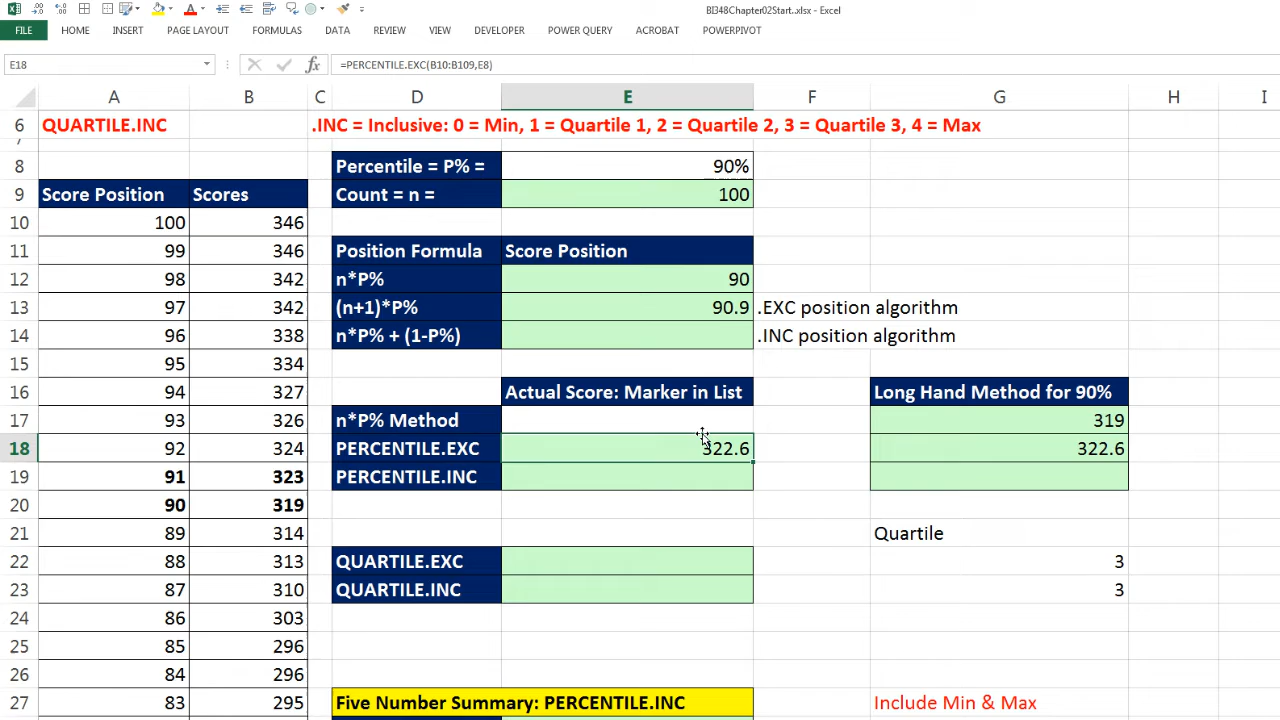 BI348Chapter02Start..xlsx - Excel
FILE HOME INSERT PAGE LAYOUT FORMULAS DATA REVIEW VIEW DEVELOPER POWER QUERY ACROBAT POWERPIVOT
E18 fx =PERCENTILE.EXC(B10:B109,E8)
A B C D E F G H I
6 QUARTILE.INC .INC = Inclusive: 0 = Min, 1 = Quartile 1, 2 = Quartile 2, 3 = Quartile 3, 4 = Max
7
8 Percentile = P% = 90%
9 Score Position Scores Count = n = 100
10 100 346
11 99 346 Position Formula Score Position
12 98 342 n*P% 90
13 97 342 (n+1)*P% 90.9 .EXC position algorithm
14 96 338 n*P% + (1-P%) .INC position algorithm
15 95 334
16 94 327 Actual Score: Marker in List Long Hand Method for 90%
17 93 326 n*P% Method 319
18 92 324 PERCENTILE.EXC 322.6 322.6
19 91 323 PERCENTILE.INC
20 90 319
21 89 314 Quartile
22 88 313 QUARTILE.EXC 3
23 87 310 QUARTILE.INC 3
24 86 303
25 85 296
26 84 296
27 83 295 Five Number Summary: PERCENTILE.INC Include Min & Max